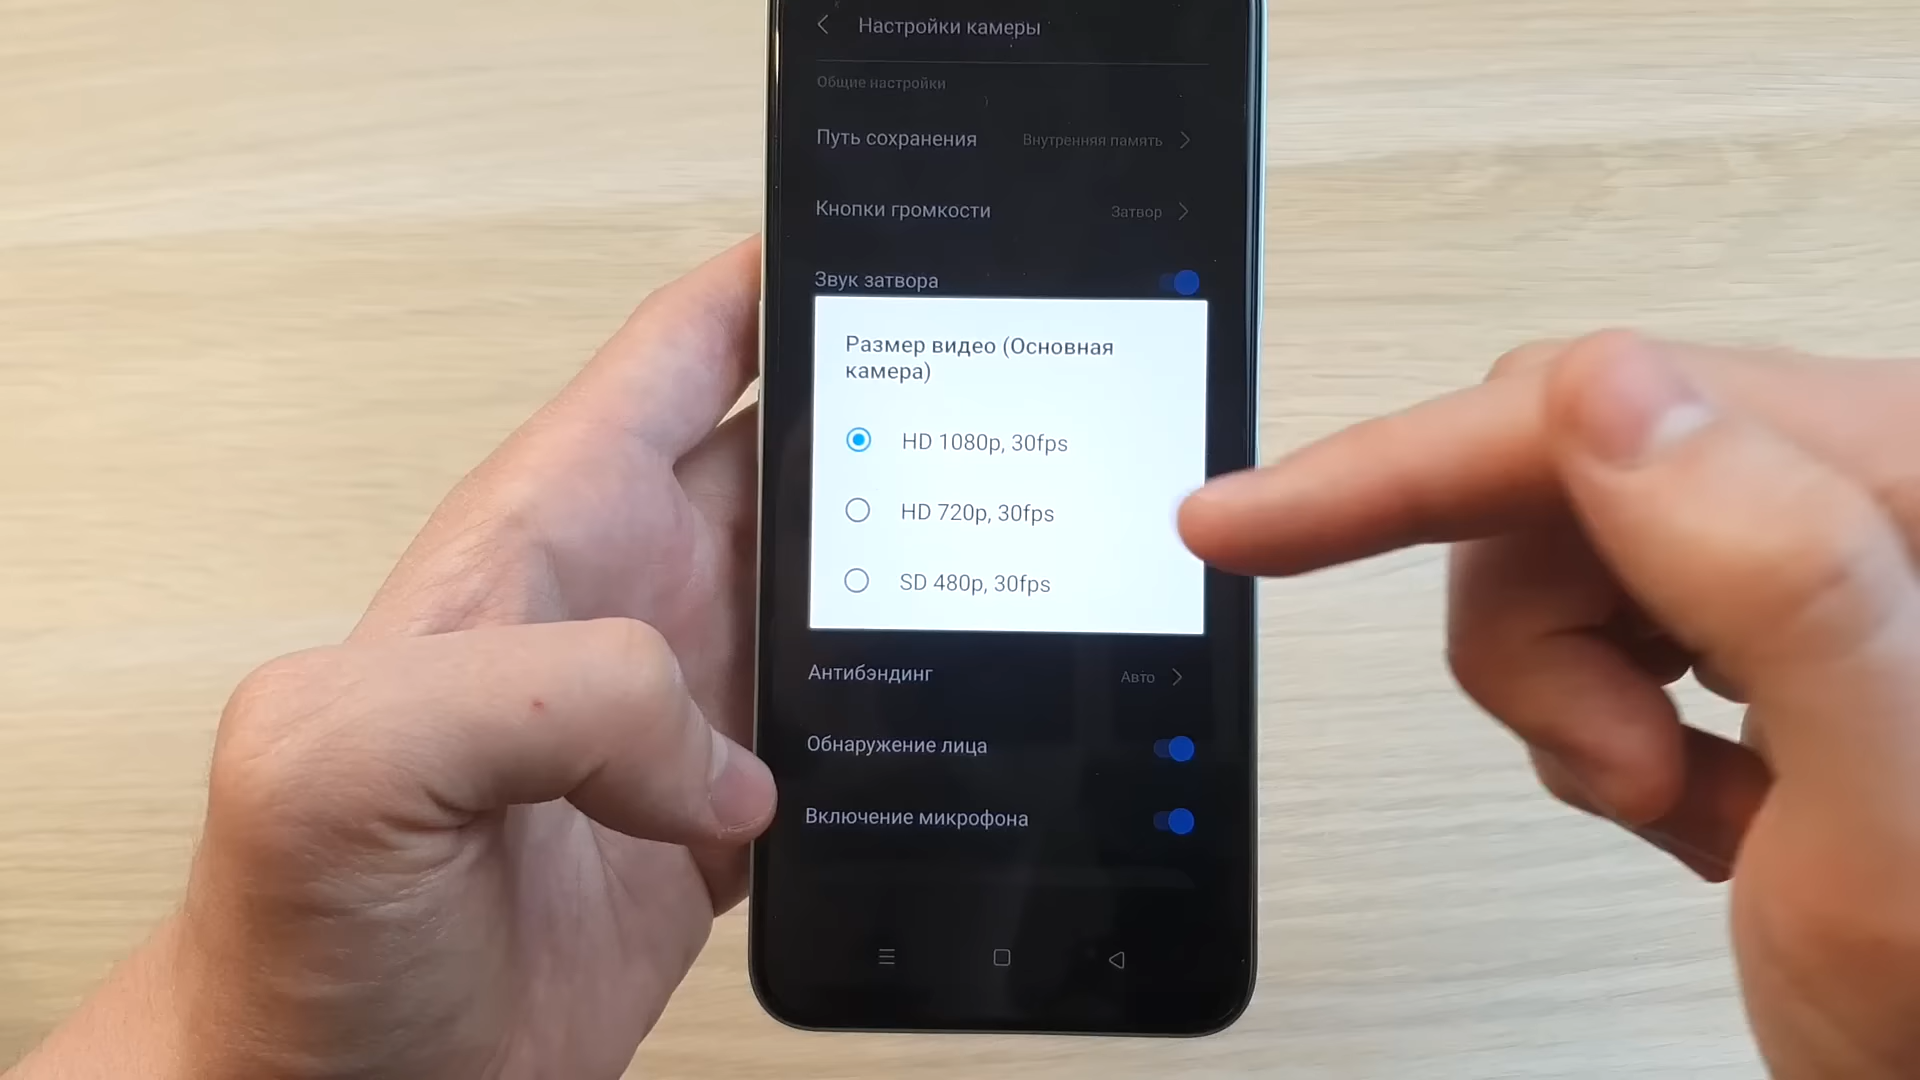 Настройки камеры
Общие настройки
Путь сохранения Внутренняя память
Кнопки громкости Затвор
Звук затвора
Размер видео (Основная
камера)
HD 1080p, 30fps
HD 720p, 30fps
SD 480p, 30fps
Антибэндинг Авто
Обнаружение лица
Включение микрофона